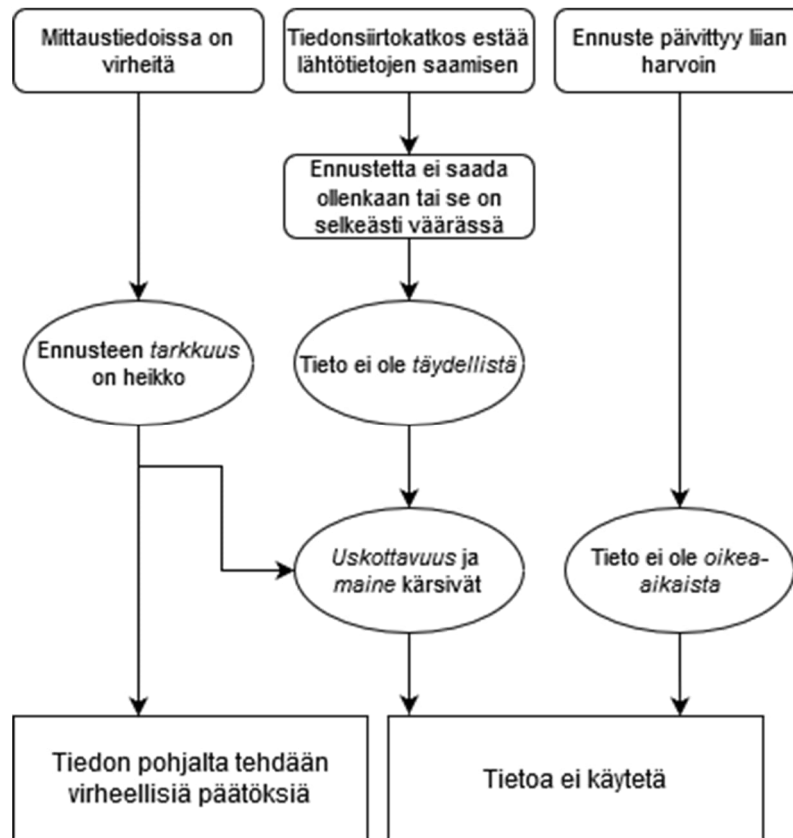 Mittaustiedoissa on
virheitä
Tiedonsiirtokatkos estää
lähtötietojen saamisen
Ennuste päivittyy liian
harvoin
Ennustetta ei saada
ollenkaan tai se on
selkeästi väärässä
Ennusteen tarkkuus
on heikko
Tieto ei ole täydellistä
Uskottavuus ja
maine kärsivät
Tieto ei ole oikea-
aikaista
Tiedon pohjalta tehdään
virheellisiä päätöksiä
Tietoa ei käytetä